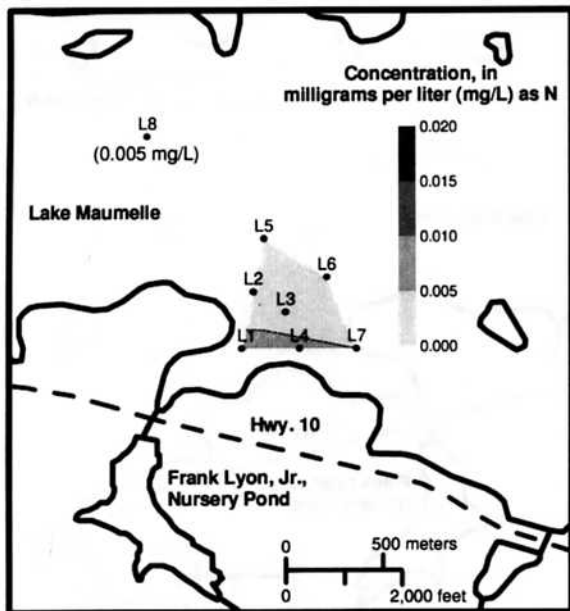 Concentration, in
milligrams per liter (mg/L) as N
0.020
0.015
0.010
0.005
0.000
L8
(0.005 mg/L)
Lake Maumelle
L5
L6
L2
L3
L1
L4
L7
Hwy. 10
Frank Lyon, Jr.,
Nursery Pond
0 500 meters
0 2,000 feet